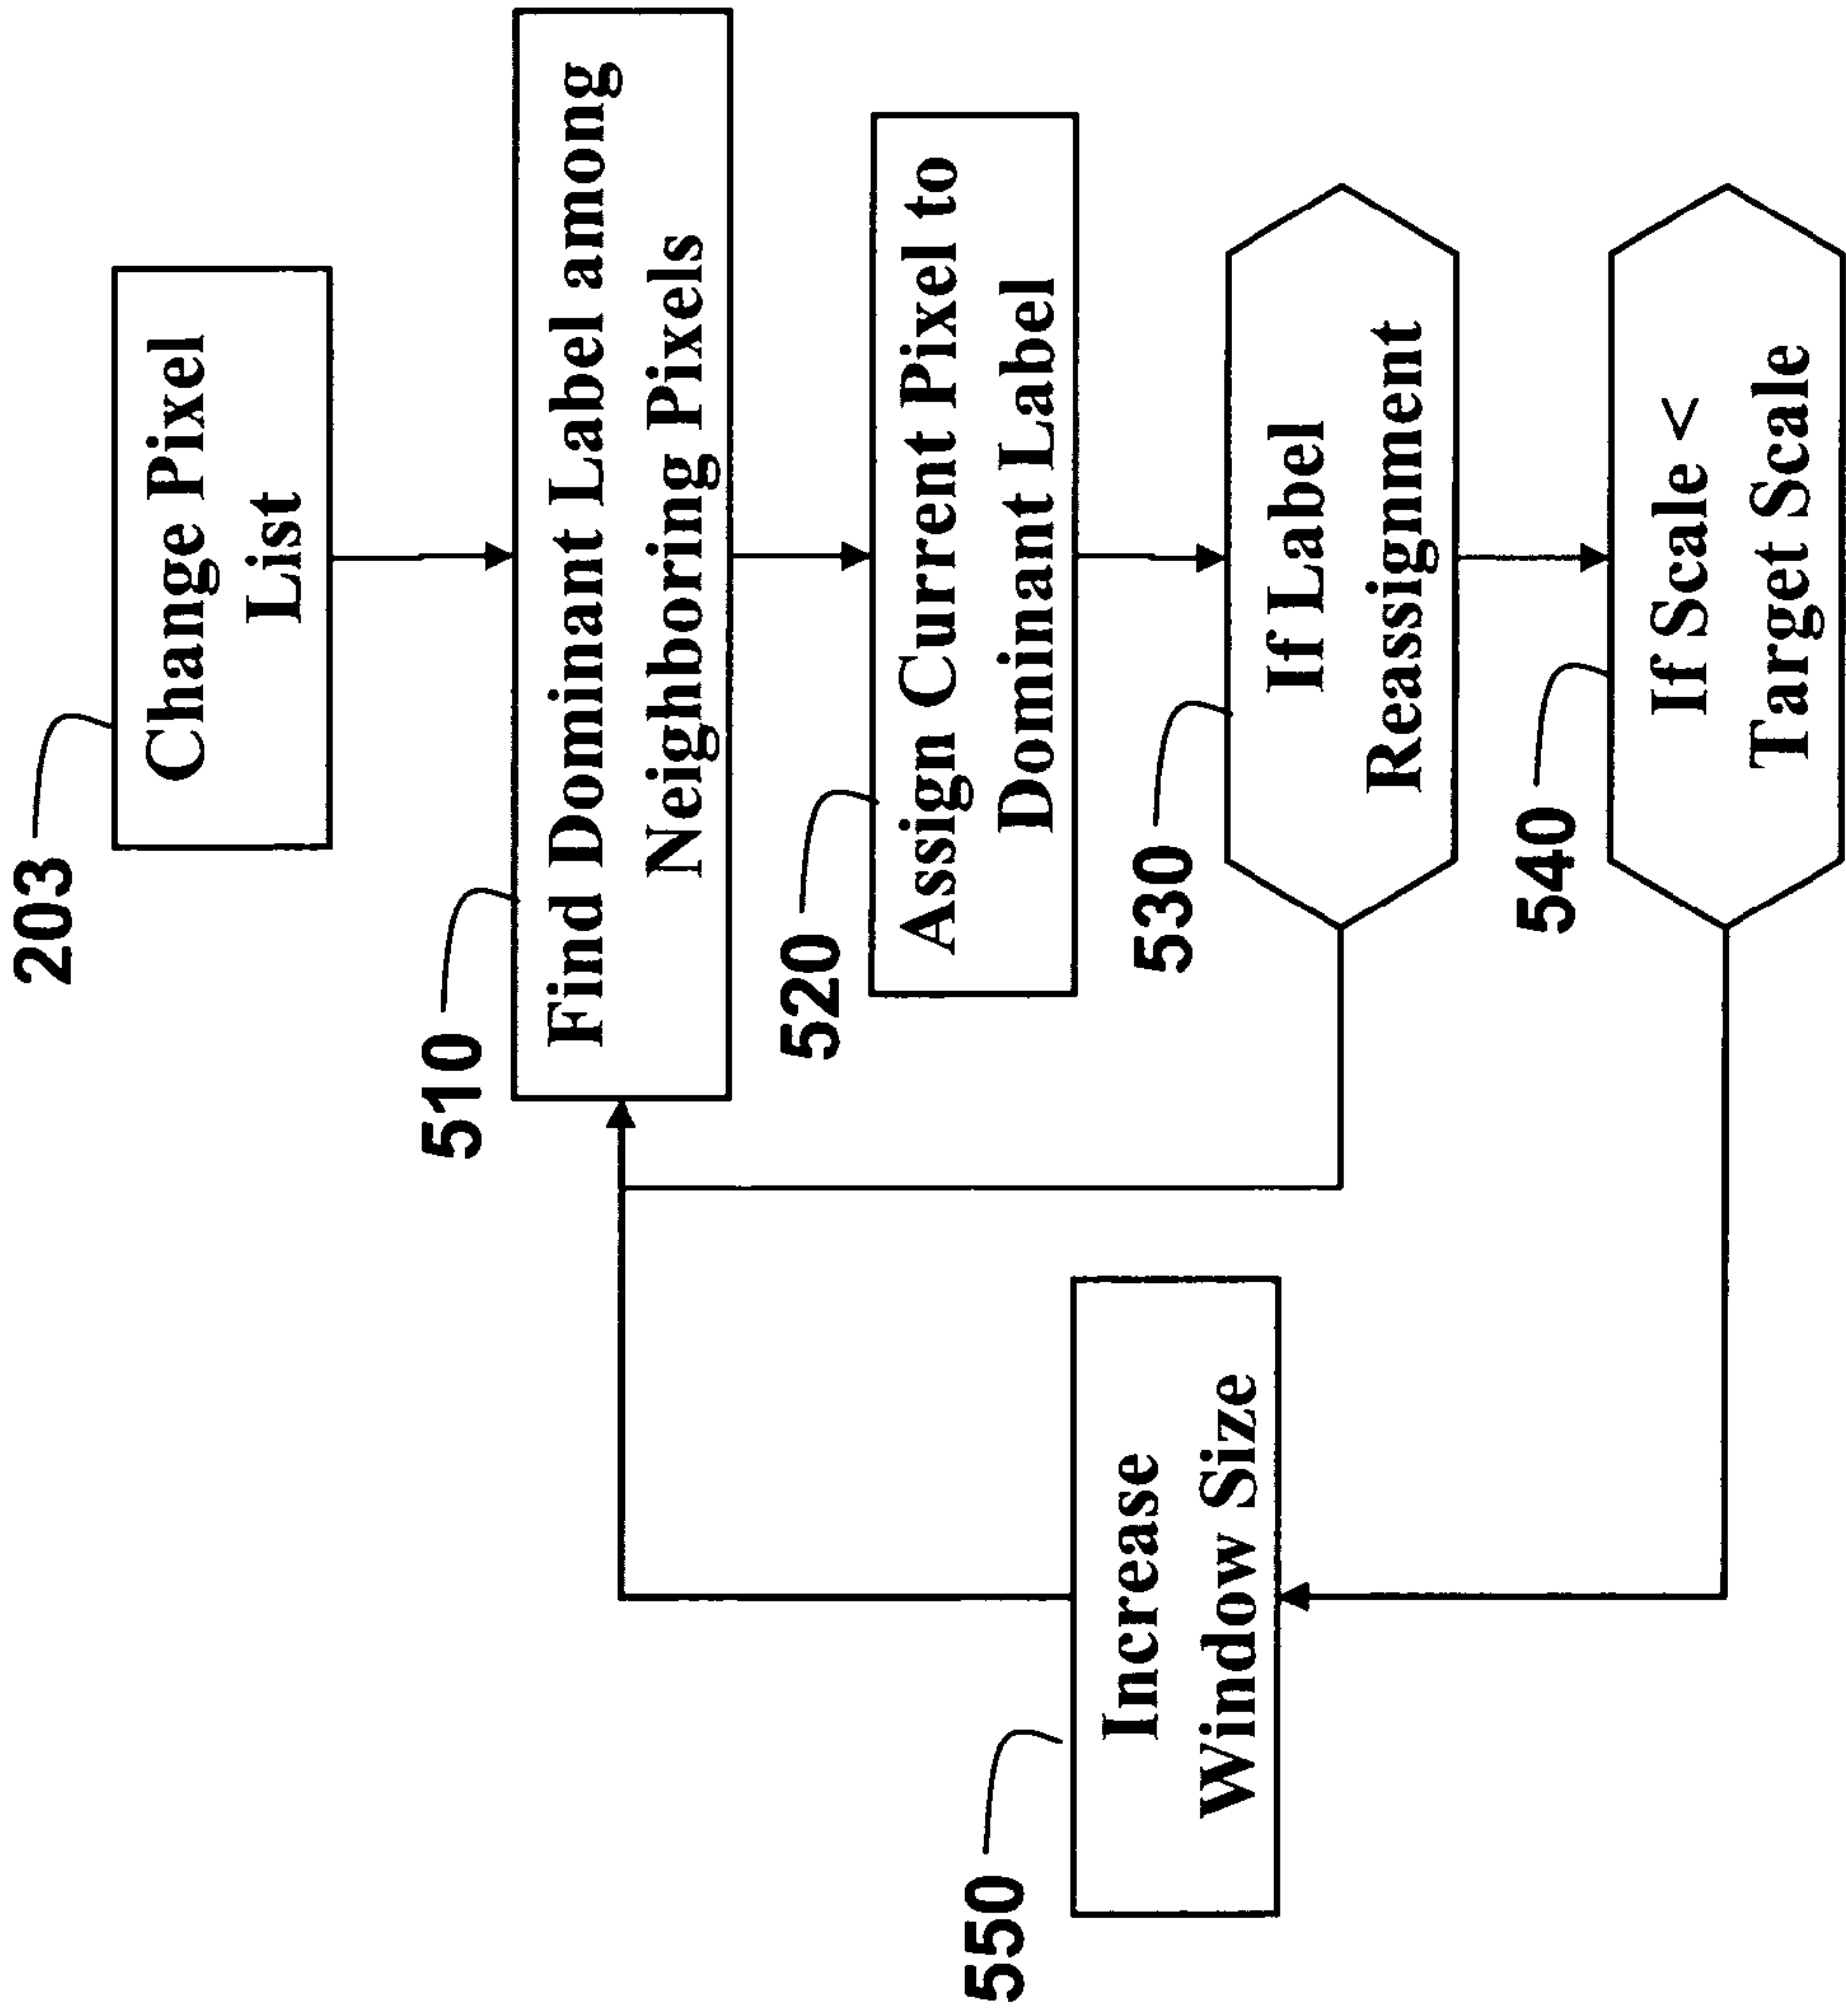 203
Change Pixel
List
510
Find Dominant Label among
Neighboring Pixels
520
Assign Current Pixel to
Dominant Label
530
If Label
Reassignment
540
If Scale <
Target Scale
550
Increase
Window Size